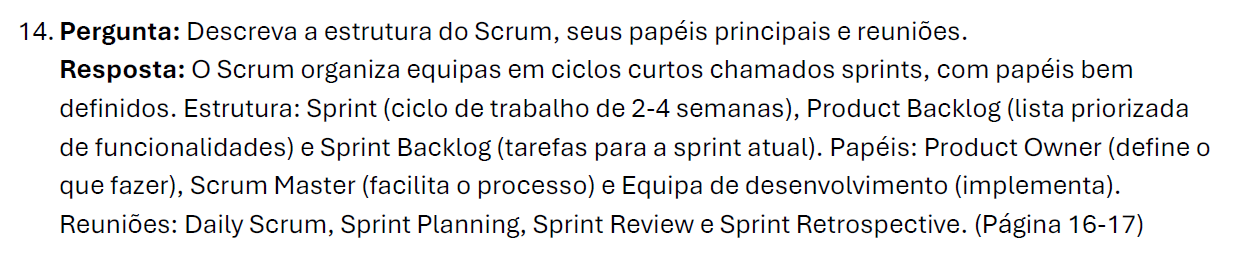 14. Pergunta: Descreva a estrutura do Scrum, seus papéis principais e reuniões.
Resposta: O Scrum organiza equipas em ciclos curtos chamados sprints, com papéis bem
definidos. Estrutura: Sprint (ciclo de trabalho de 2-4 semanas), Product Backlog (lista priorizada
de funcionalidades) e Sprint Backlog (tarefas para a sprint atual). Papéis: Product Owner (define o
que fazer), Scrum Master (facilita o processo) e Equipa de desenvolvimento (implementa).
Reuniões: Daily Scrum, Sprint Planning, Sprint Review e Sprint Retrospective. (Página 16-17)